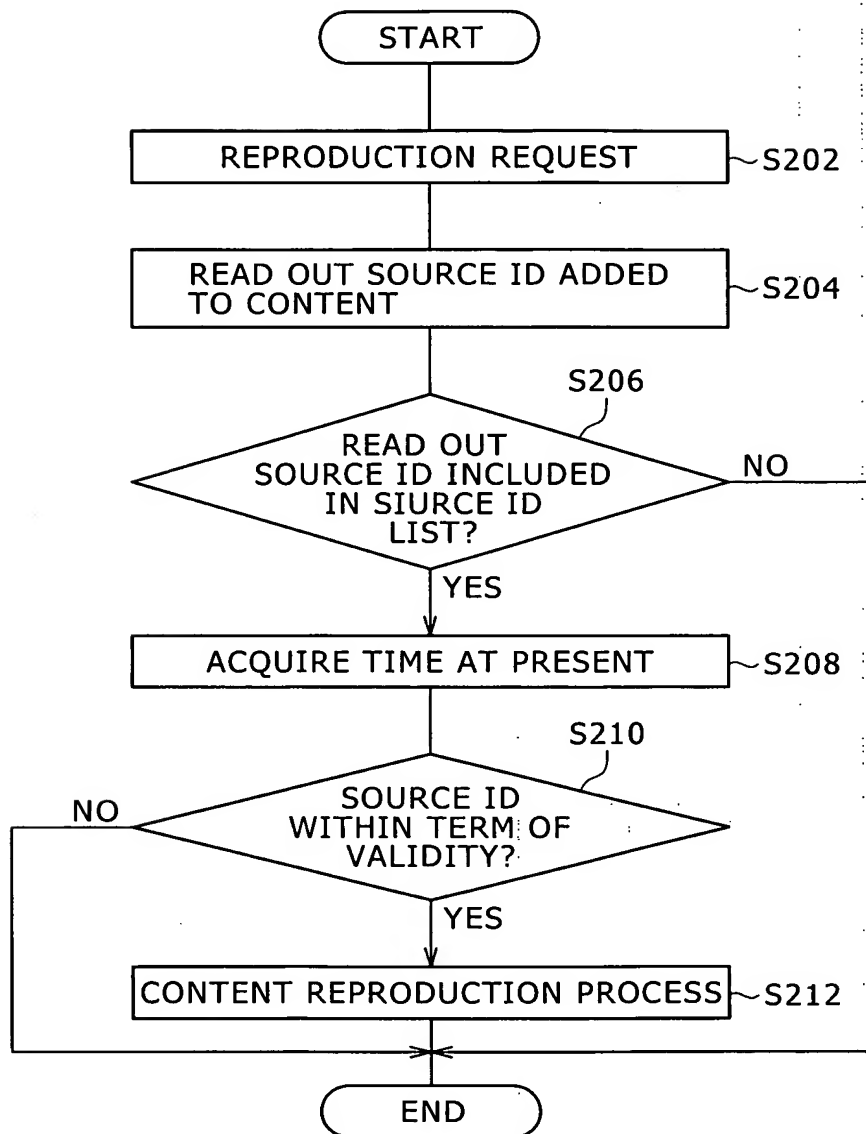 START
REPRODUCTION REQUEST
S202
READ OUT SOURCE ID ADDED
TO CONTENT
S204
S206
READ OUT
SOURCE ID INCLUDED
IN SIURCE ID
LIST?
NO
YES
ACQUIRE TIME AT PRESENT
S208
S210
NO
SOURCE ID
WITHIN TERM OF
VALIDITY?
YES
CONTENT REPRODUCTION PROCESS
S212
END